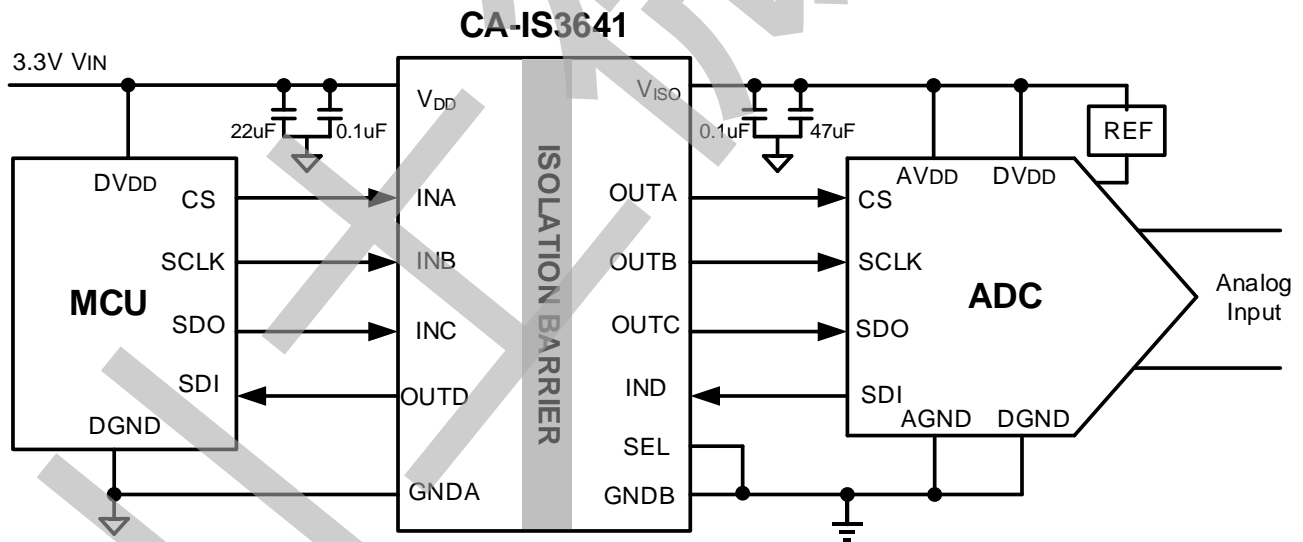 CA-IS3641
3.3V VIN
VDD
VISO
22uF
0.1uF
0.1uF
47uF
REF
DVDD
AVDD
DVDD
CS
INA
OUTA
CS
SCLK
INB
OUTB
SCLK
MCU
ISOLATION BARRIER
ADC
Analog
Input
SDO
INC
OUTC
SDO
SDI
OUTD
IND
SDI
DGND
SEL
AGND
DGND
GNDA
GNDB